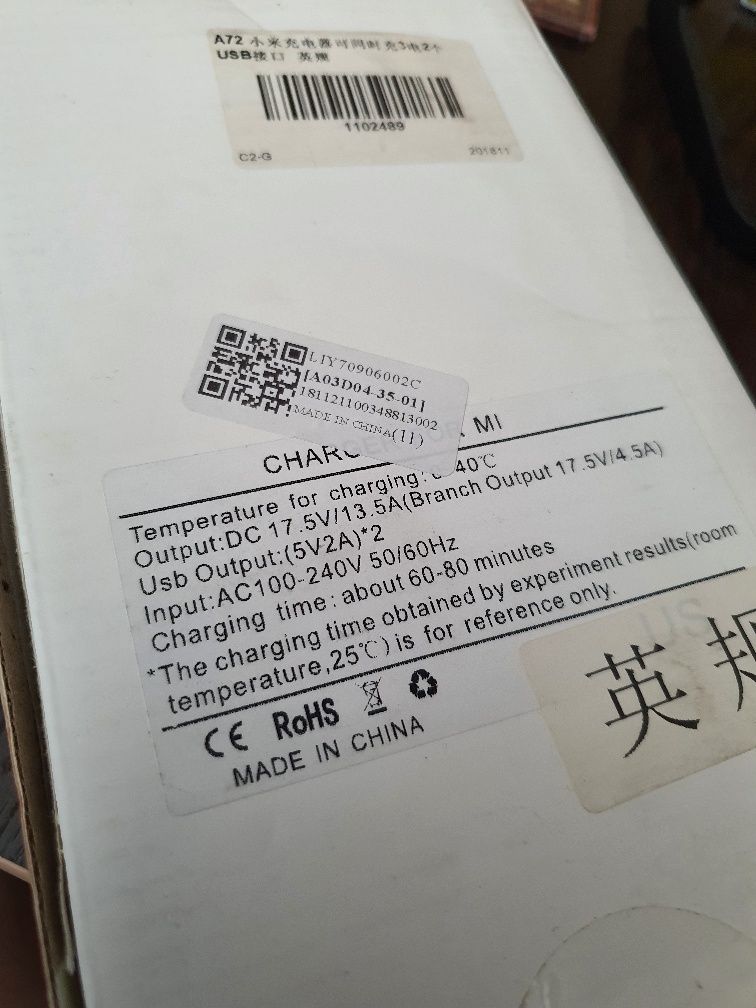 A72 小米充电器可同时充3电2个
USB接口 英规
1102489
C2-G
201811
LIY70906002C
[A03D04-35-01]
181121100348813002
MADE IN CHINA(11)
MI
Temperature for charging: 40℃
Output:DC 17.5V/13.5A(Branch Output 17.5V/4.5A)
Usb Output:(5V2A)*2
Input:AC100-240V 50/60Hz
Charging time: about 60-80 minutes
*The charging time obtained by experiment results(room
temperature,25℃)is for reference only.
US
英规
CE RoHS
MADE IN CHINA